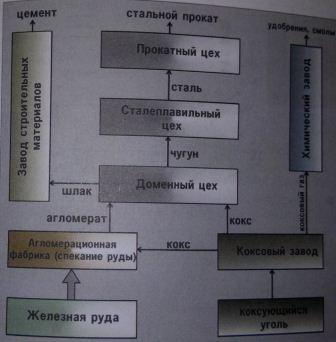 цемент
стальной прокат
удобрения, смолы
Завод строительных
материалов
Прокатный цех
Химический завод
сталь
Сталеплавильный
цех
чугун
шлак
Доменный цех
коксовый газ
агломерат
кокс
Агломерационная
фабрика (спекание руды)
кокс
Коксовый завод
Железная руда
коксующийся
уголь